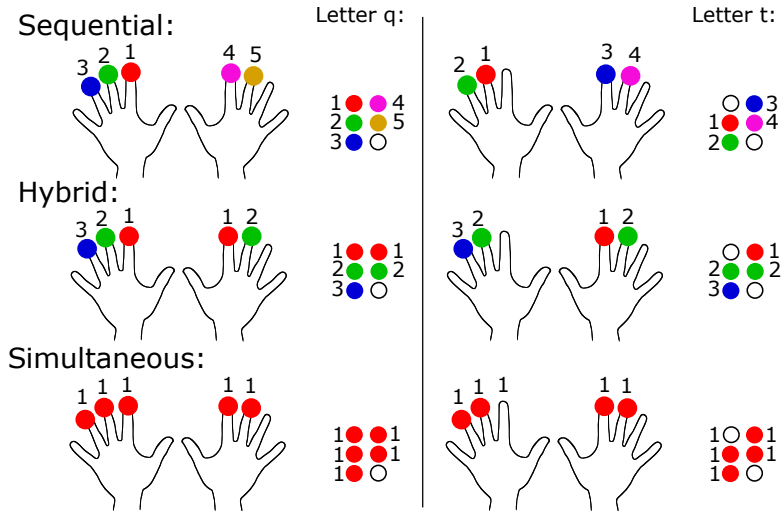 Sequential:
Letter q:
Letter t:
3 2 1 4 5
2 1 3 4
1 4
2 5
3
3
1 4
2
Hybrid:
3 2 1 1 2
3 2 1 2
1 1
2 2
3
1
2 2
3
Simultaneous:
1 1 1 1 1
1 1 1 1 1
1 1
1 1
1
1 1
1 1
1